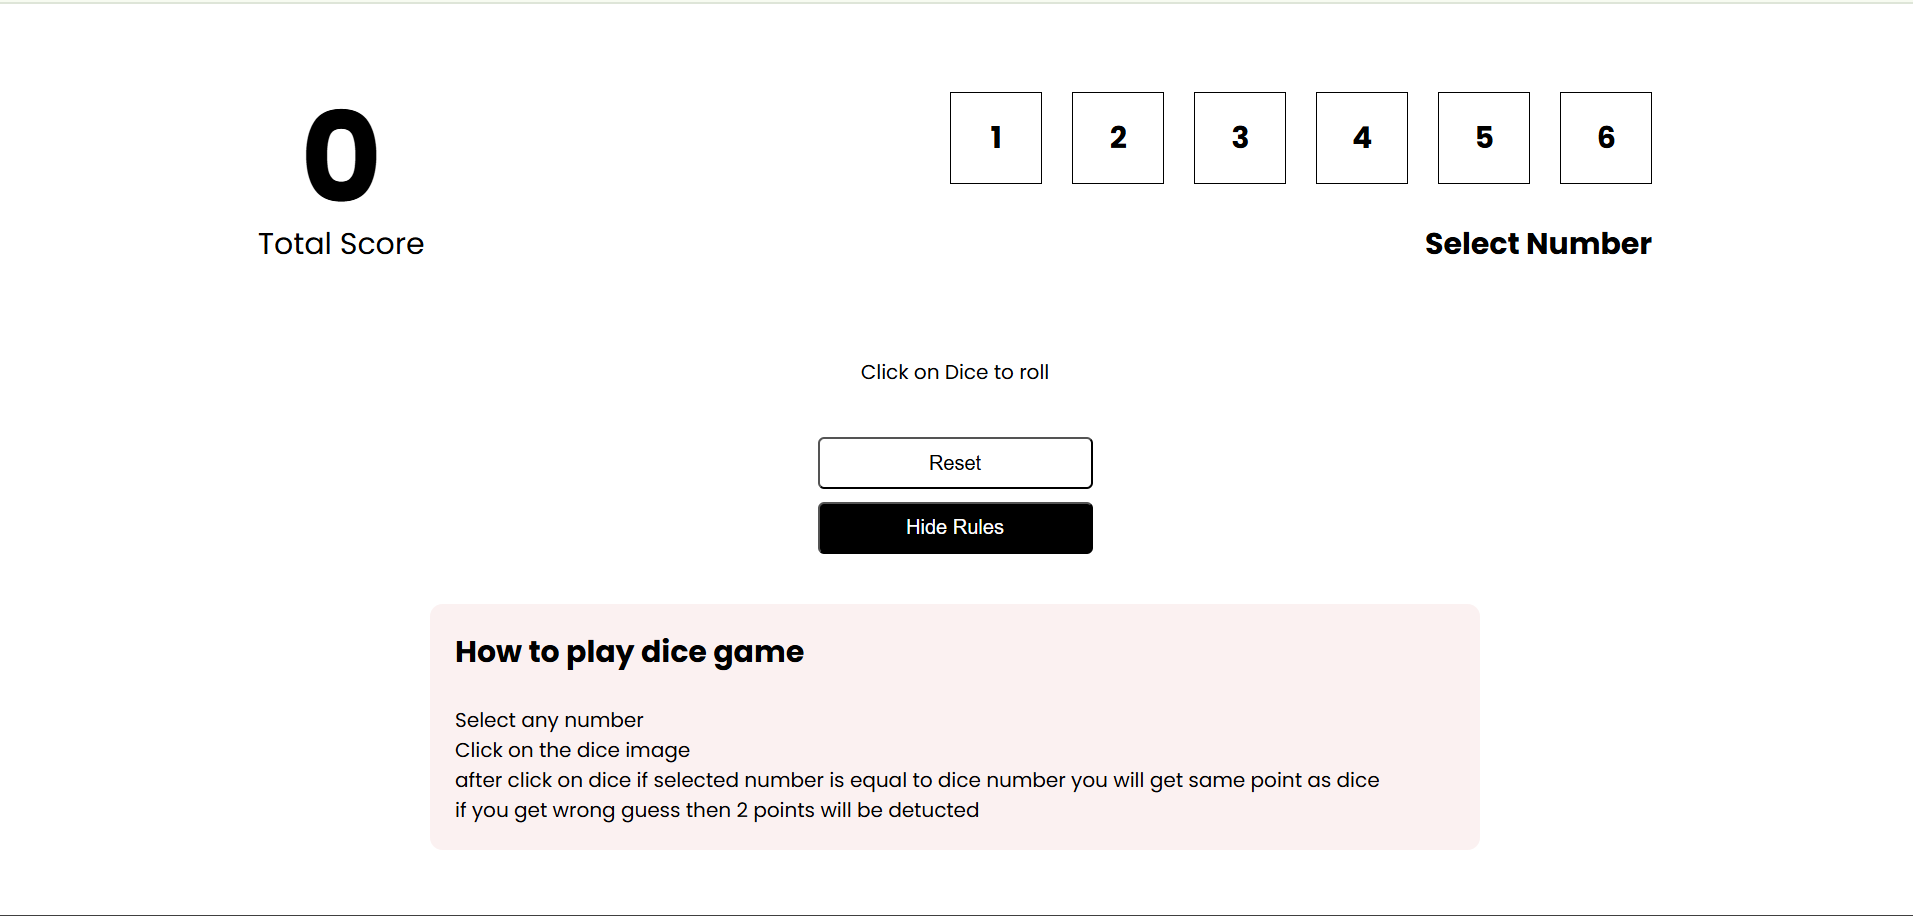 0
Total Score
1 2 3 4 5 6
Select Number
Click on Dice to roll
Reset
Hide Rules
How to play dice game
Select any number
Click on the dice image
after click on dice if selected number is equal to dice number you will get same point as dice
if you get wrong guess then 2 points will be detucted